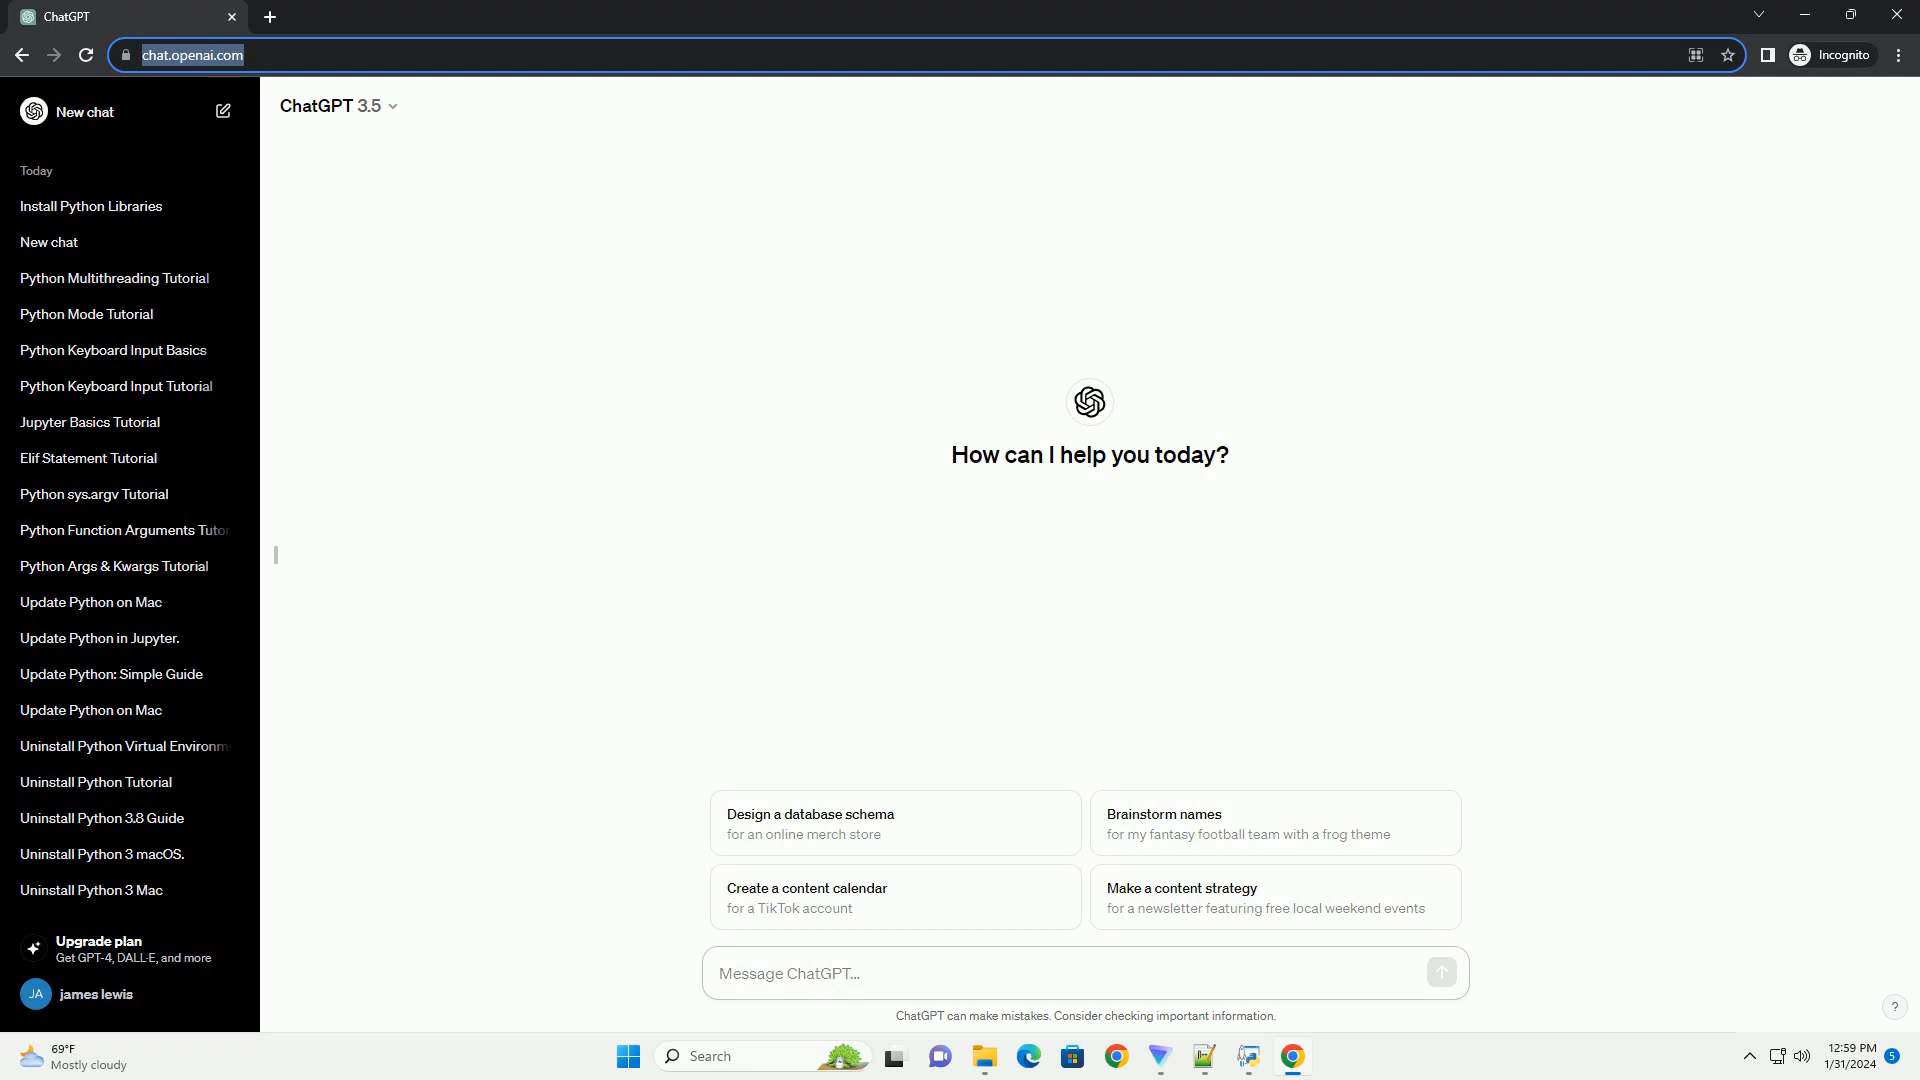 ChatGPT
chat.openai.com
Incognito
New chat
ChatGPT 3.5
Today
Install Python Libraries
New chat
Python Multithreading Tutorial
Python Mode Tutorial
Python Keyboard Input Basics
Python Keyboard Input Tutorial
Jupyter Basics Tutorial
Elif Statement Tutorial
Python sys.argv Tutorial
Python Function Arguments Tutor
Python Args & Kwargs Tutorial
Update Python on Mac
Update Python in Jupyter.
Update Python: Simple Guide
Update Python on Mac
Uninstall Python Virtual Environm
Uninstall Python Tutorial
Uninstall Python 3.8 Guide
Uninstall Python 3 macOS.
Uninstall Python 3 Mac
Upgrade plan
Get GPT-4, DALL·E, and more
JA james lewis
How can I help you today?
Design a database schema
for an online merch store
Brainstorm names
for my fantasy football team with a frog theme
Create a content calendar
for a TikTok account
Make a content strategy
for a newsletter featuring free local weekend events
Message ChatGPT...
ChatGPT can make mistakes. Consider checking important information.
?
69°F
Mostly cloudy
Search
12:59 PM
1/31/2024
5